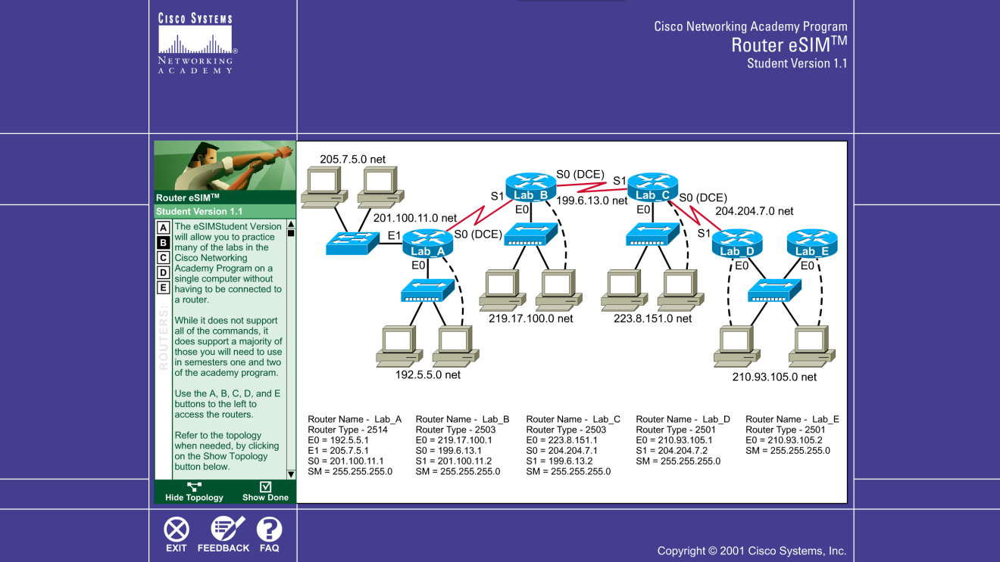 CISCO SYSTEMS
®
NETWORKING
ACADEMY
Cisco Networking Academy Program
Router eSIM™
Student Version 1.1
Router eSIM™
Student Version 1.1
A
B
C
D
E
ROUTERS:
The eSIMStudent Version
will allow you to practice
many of the labs in the
Cisco Networking
Academy Program on a
single computer without
having to be connected to
a router.
While it does not support
all of the commands, it
does support a majority of
those you will need to use
in semesters one and two
of the academy program.
Use the A, B, C, D, and E
buttons to the left to
access the routers.
Refer to the topology
when needed, by clicking
on the Show Topology
button below.
Hide Topology
Show Done
205.7.5.0 net
201.100.11.0 net
E1
Lab_A
S0 (DCE)
E0
192.5.5.0 net
S1
Lab_B
S0 (DCE)
E0
199.6.13.0 net
219.17.100.0 net
S1
Lab_C
S0 (DCE)
E0
204.204.7.0 net
223.8.151.0 net
S1
Lab_D
E0
Lab_E
E0
210.93.105.0 net
Router Name - Lab_A
Router Type - 2514
E0 = 192.5.5.1
E1 = 205.7.5.1
S0 = 201.100.11.1
SM = 255.255.255.0
Router Name - Lab_B
Router Type - 2503
E0 = 219.17.100.1
S0 = 199.6.13.1
S1 = 201.100.11.2
SM = 255.255.255.0
Router Name - Lab_C
Router Type - 2503
E0 = 223.8.151.1
S0 = 204.204.7.1
S1 = 199.6.13.2
SM = 255.255.255.0
Router Name - Lab_D
Router Type - 2501
E0 = 210.93.105.1
S1 = 204.204.7.2
SM = 255.255.255.0
Router Name - Lab_E
Router Type - 2501
E0 = 210.93.105.2
SM = 255.255.255.0
EXIT
FEEDBACK
FAQ
Copyright © 2001 Cisco Systems, Inc.